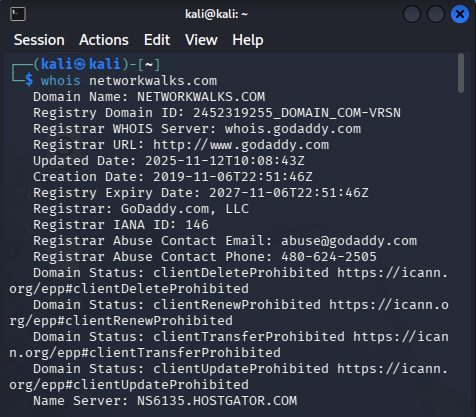 kali@kali: ~
Session Actions Edit View Help
┌──(kali㉿kali)-[~]
└─$ whois networkwalks.com
   Domain Name: NETWORKWALKS.COM
   Registry Domain ID: 2452319255_DOMAIN_COM-VRSN
   Registrar WHOIS Server: whois.godaddy.com
   Registrar URL: http://www.godaddy.com
   Updated Date: 2025-11-12T10:08:43Z
   Creation Date: 2019-11-06T22:51:46Z
   Registry Expiry Date: 2027-11-06T22:51:46Z
   Registrar: GoDaddy.com, LLC
   Registrar IANA ID: 146
   Registrar Abuse Contact Email: abuse@godaddy.com
   Registrar Abuse Contact Phone: 480-624-2505
   Domain Status: clientDeleteProhibited https://icann.
org/epp#clientDeleteProhibited
   Domain Status: clientRenewProhibited https://icann.o
rg/epp#clientRenewProhibited
   Domain Status: clientTransferProhibited https://ican
n.org/epp#clientTransferProhibited
   Domain Status: clientUpdateProhibited https://icann.
org/epp#clientUpdateProhibited
   Name Server: NS6135.HOSTGATOR.COM